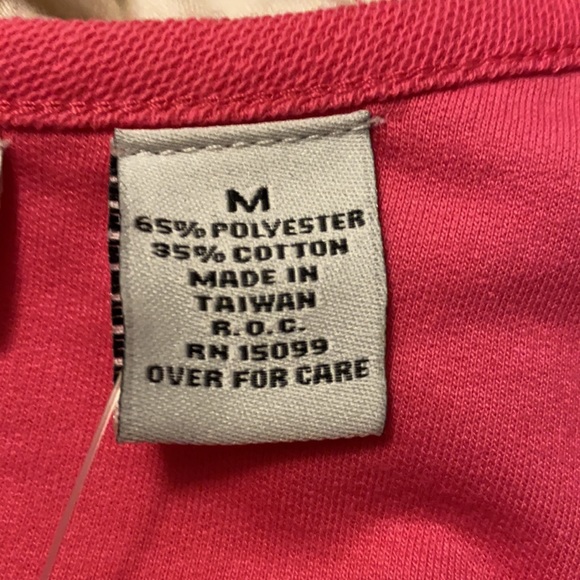 M
65% POLYESTER
35% COTTON
MADE IN
TAIWAN
R.O.C.
RN 15099
OVER FOR CARE